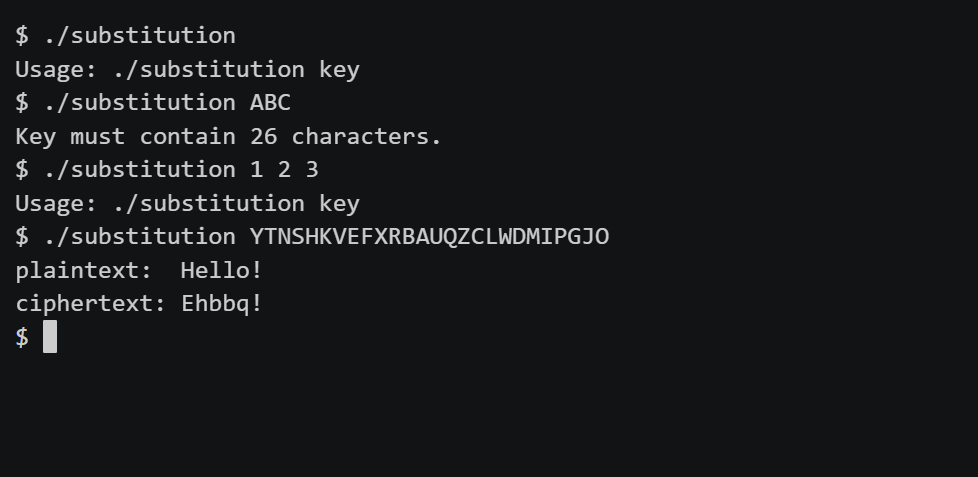 $ ./substitution
Usage: ./substitution key
$ ./substitution ABC
Key must contain 26 characters.
$ ./substitution 1 2 3
Usage: ./substitution key
$ ./substitution YTNSHKVEFXRBAUQZCLWDMIPGJO
plaintext:  Hello!
ciphertext: Ehbbq!
$